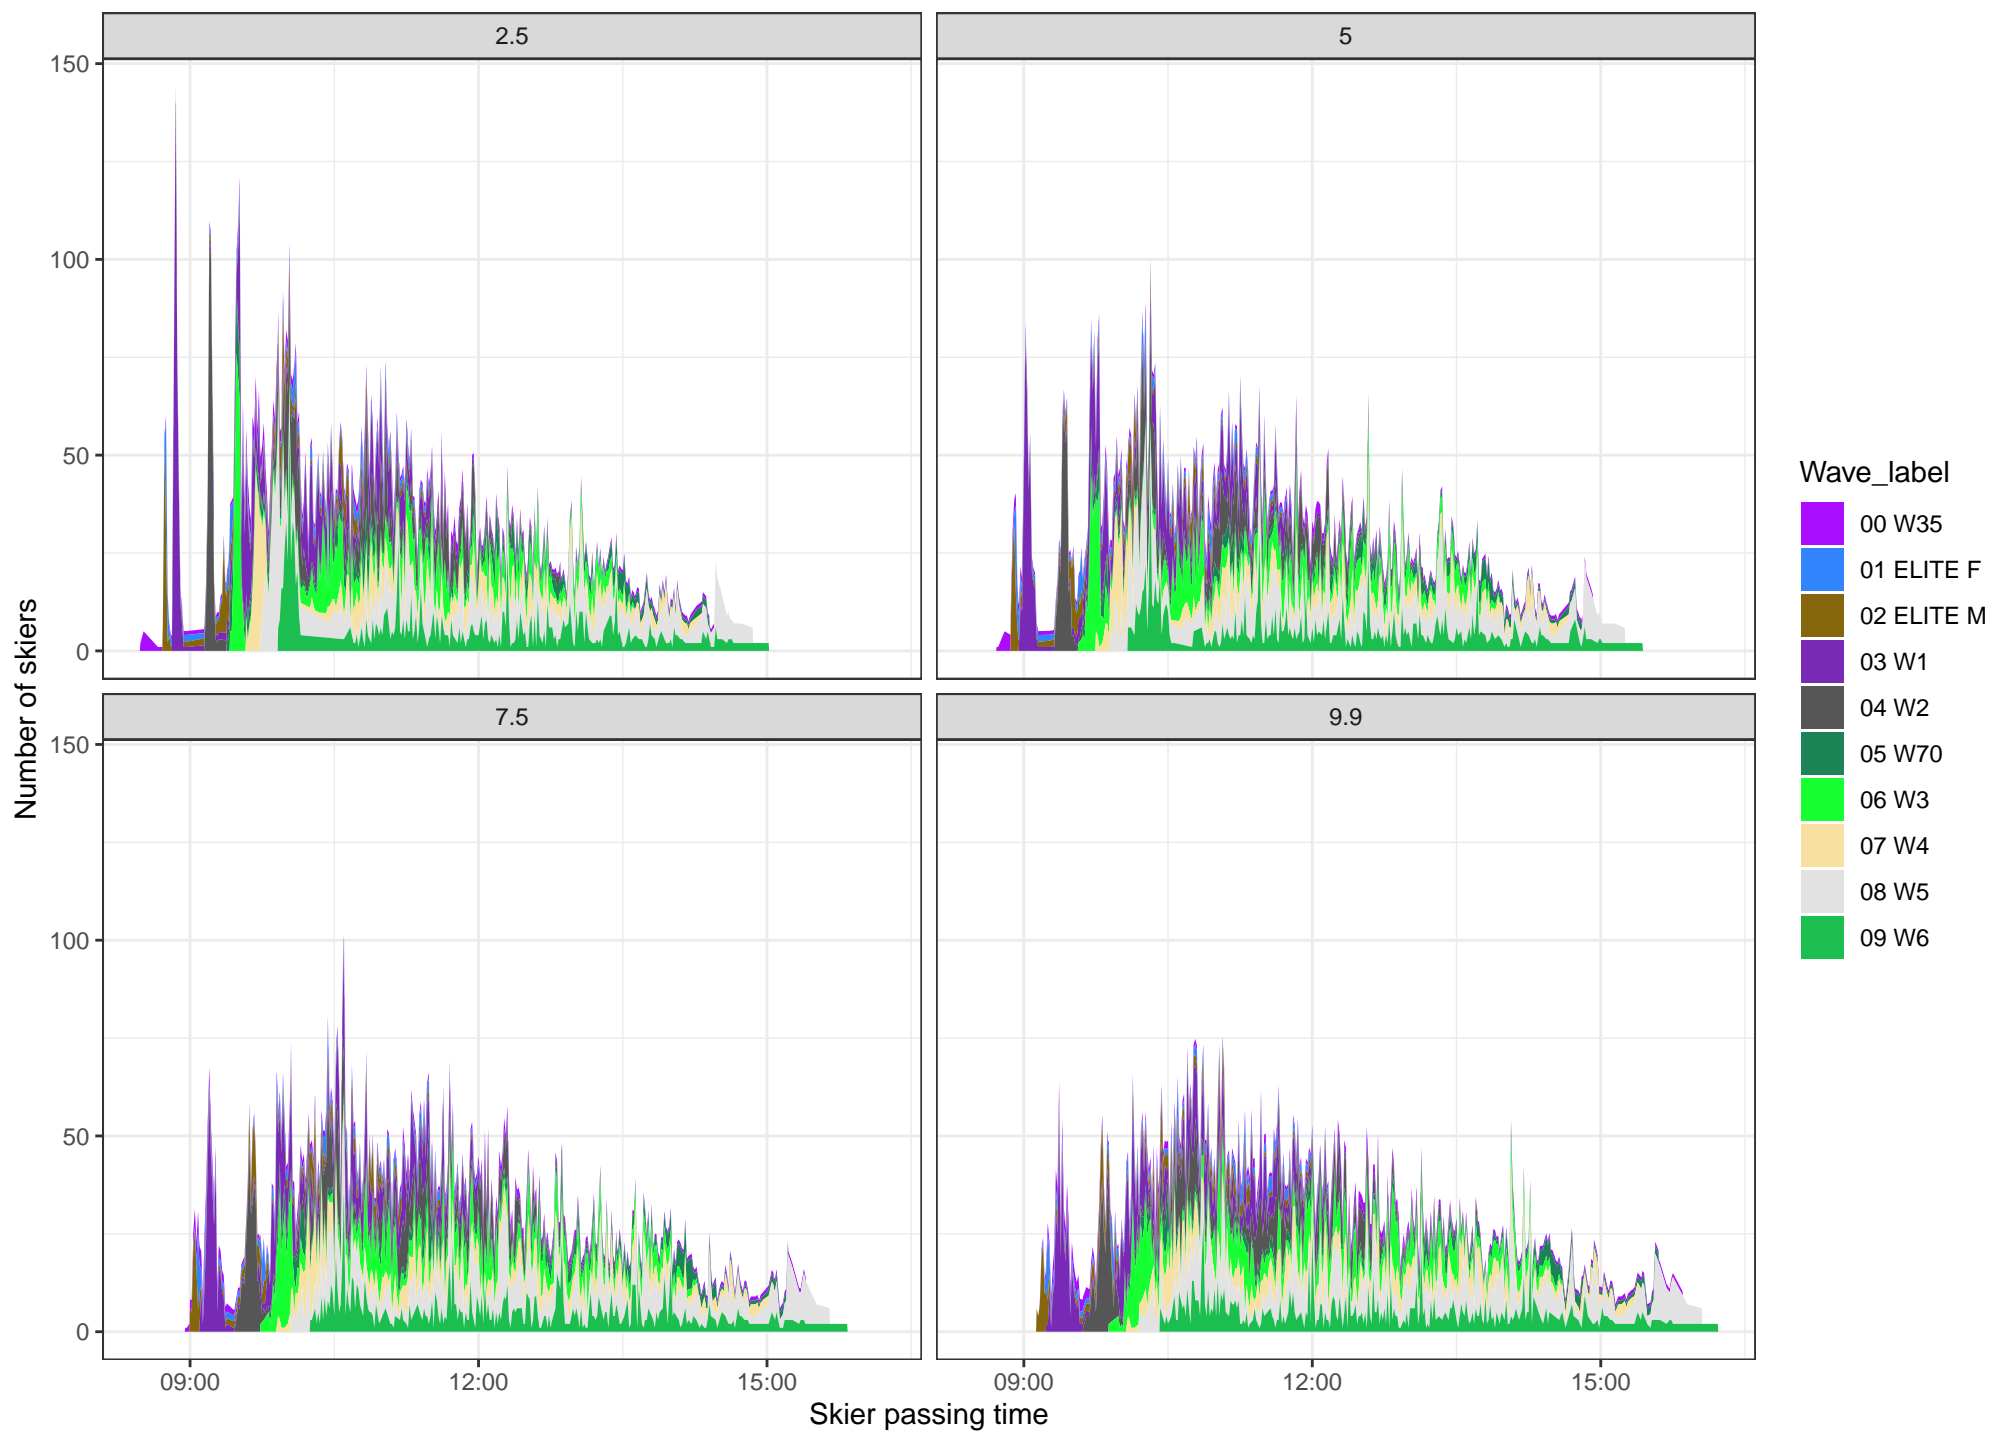 2.5
5
150
100
50
0
7.5
9.9
150
100
50
0
09:00
12:00
15:00
09:00
12:00
15:00
Skier passing time
Number of skiers
Wave_label
00 W35
01 ELITE F
02 ELITE M
03 W1
04 W2
05 W70
06 W3
07 W4
08 W5
09 W6